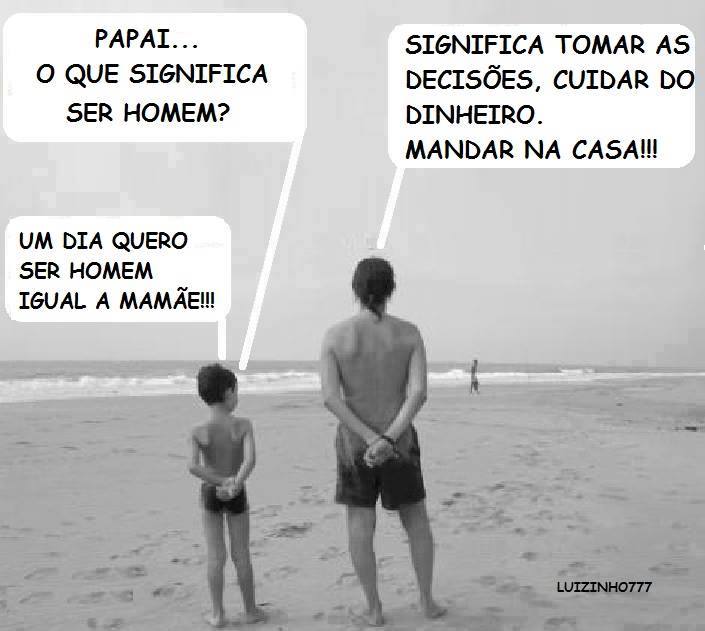 PAPAI...
O QUE SIGNIFICA
SER HOMEM?
SIGNIFICA TOMAR AS
DECISÕES, CUIDAR DO
DINHEIRO.
MANDAR NA CASA!!!
UM DIA QUERO
SER HOMEM
IGUAL A MAMÃE!!!
LUIZINHO777